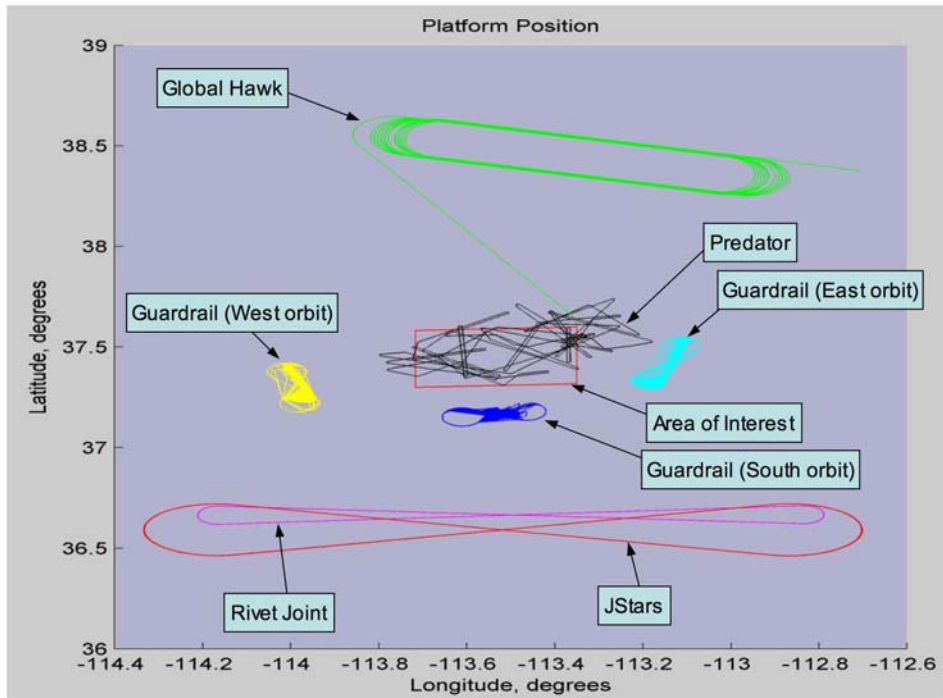 Platform Position
39
38.5
38
37.5
37
36.5
36
Latitude, degrees
Global Hawk
Predator
Guardrail (East orbit)
Guardrail (West orbit)
Area of Interest
Guardrail (South orbit)
Rivet Joint
JStars
-114.4 -114.2 -114 -113.8 -113.6 -113.4 -113.2 -113 -112.8 -112.6
Longitude, degrees